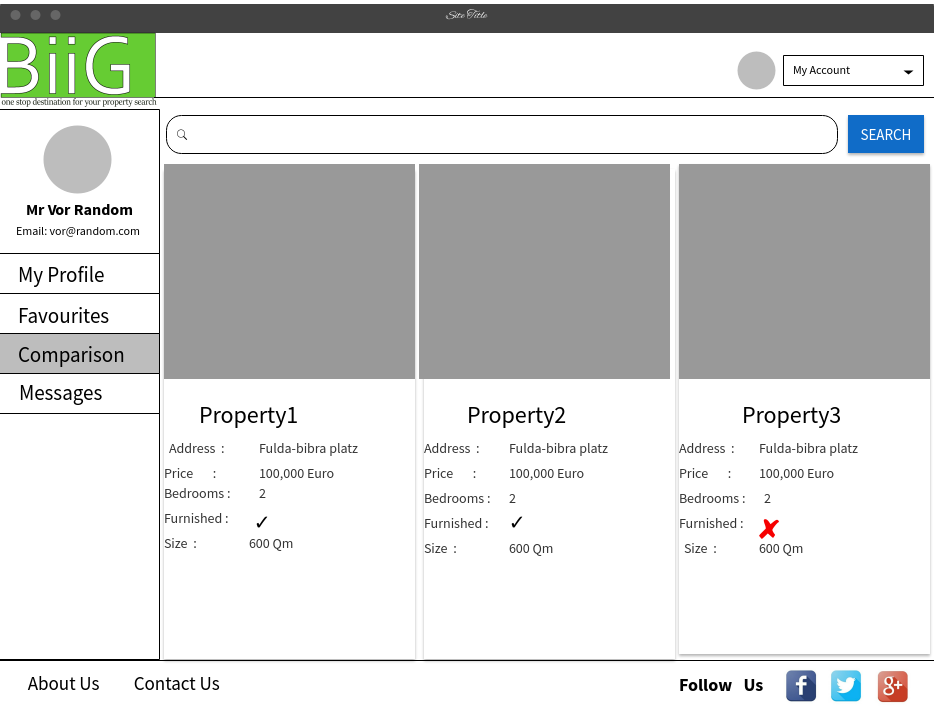 Site Title
BiiG
one stop destination for your property search
My Account
SEARCH
Mr Vor Random
Email: vor@random.com
My Profile
Favourites
Comparison
Messages
Property1
Address : Fulda-bibra platz
Price : 100,000 Euro
Bedrooms : 2
Furnished : ✓
Size : 600 Qm
Property2
Address : Fulda-bibra platz
Price : 100,000 Euro
Bedrooms : 2
Furnished : ✓
Size : 600 Qm
Property3
Address : Fulda-bibra platz
Price : 100,000 Euro
Bedrooms : 2
Furnished : ✘
Size : 600 Qm
About Us Contact Us Follow Us f g+